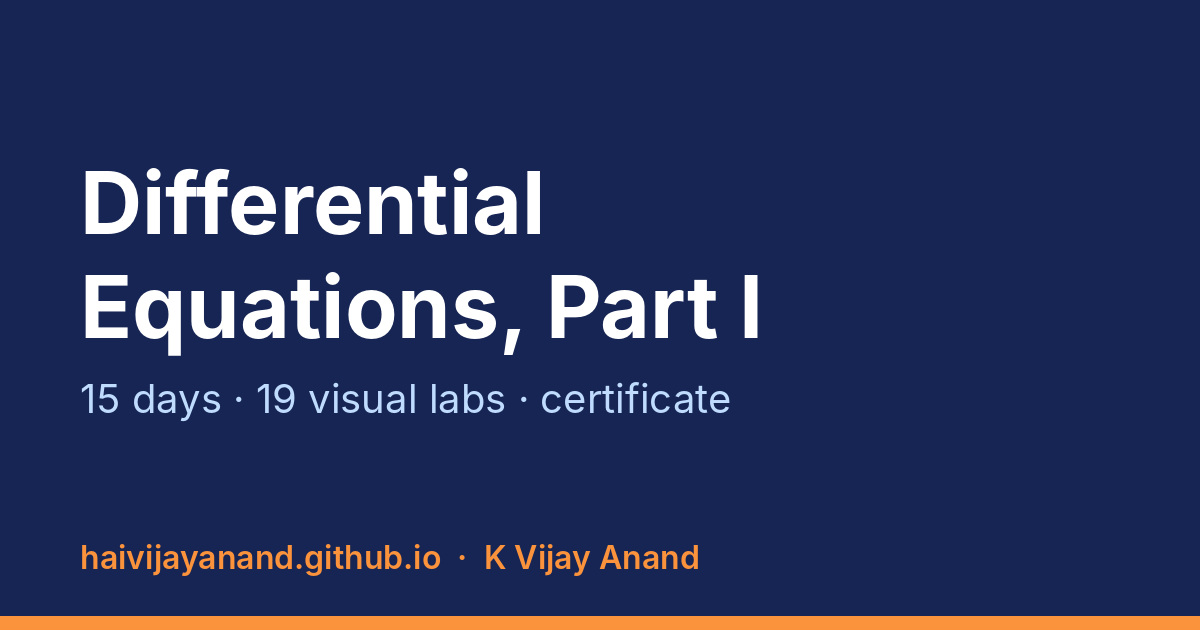 Differential
Equations, Part I
15 days · 19 visual labs · certificate
haivijayanand.github.io · K Vijay Anand